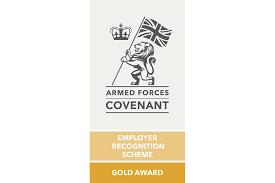 ARMED FORCES
COVENANT
EMPLOYER
RECOGNITION
SCHEME
GOLD AWARD